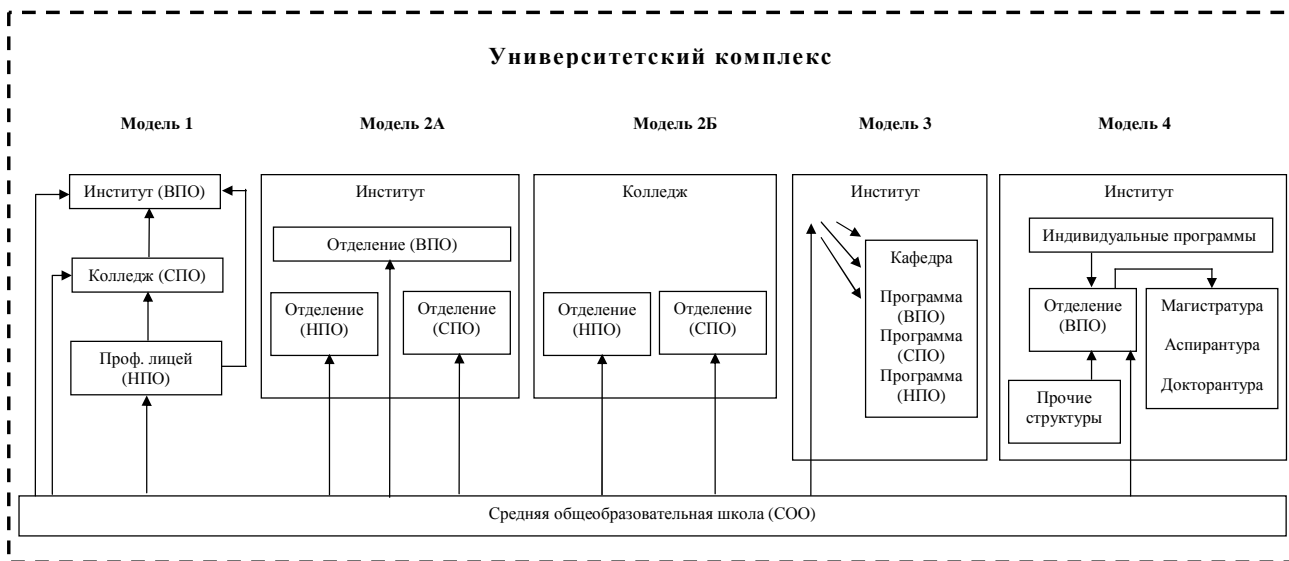 Университетский комплекс
Модель 1
Модель 2А
Модель 2Б
Модель 3
Модель 4
Институт (ВПО)
Колледж (СПО)
Проф. лицей
(НПО)
Институт
Отделение (ВПО)
Отделение
(НПО)
Отделение
(СПО)
Колледж
Отделение
(НПО)
Отделение
(СПО)
Институт
Кафедра
Программа
(ВПО)
Программа
(СПО)
Программа
(НПО)
Институт
Индивидуальные программы
Отделение
(ВПО)
Магистратура
Аспирантура
Докторантура
Прочие
структуры
Средняя общеобразовательная школа (СОО)